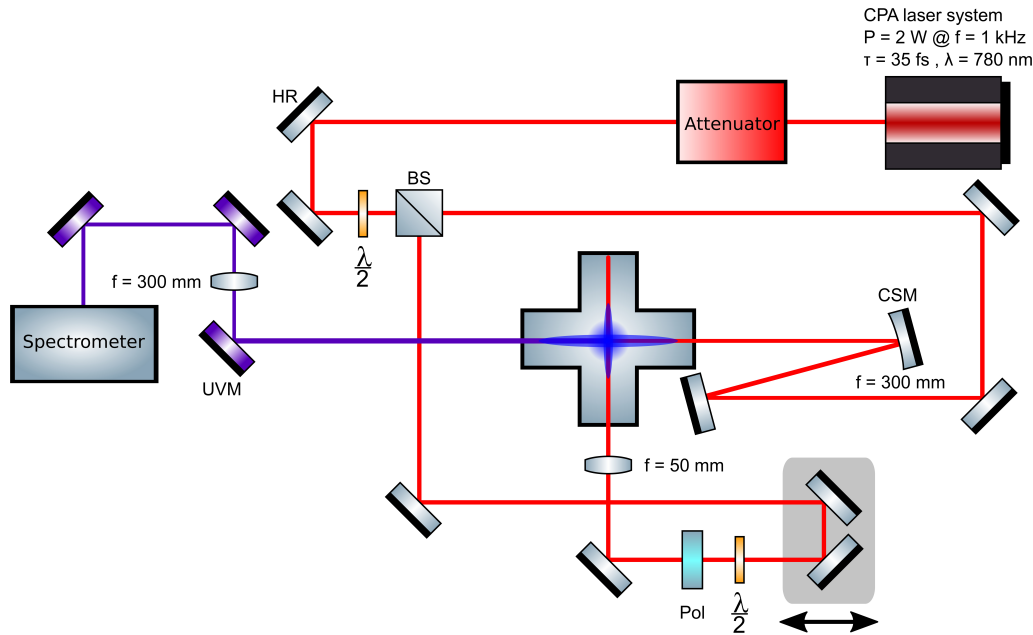 CPA laser system
P = 2 W @ f = 1 kHz
τ = 35 fs , λ = 780 nm
HR
Attenuator
BS
λ
2
f = 300 mm
CSM
Spectrometer
f = 300 mm
UVM
f = 50 mm
Pol
λ
2